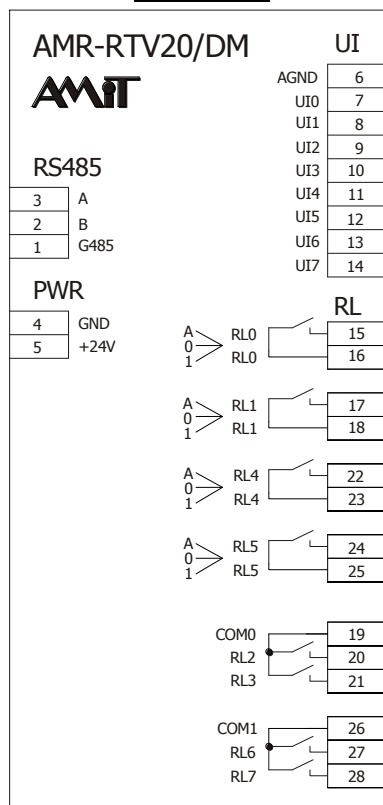 AMR-RTV20/DM
AMiT
UI
AGND 6
UI0 7
UI1 8
UI2 9
UI3 10
UI4 11
UI5 12
UI6 13
UI7 14
RS485
3 A
2 B
1 G485
PWR
4 GND
5 +24V
RL
A
0
1
RL0 15
RL0 16
A
0
1
RL1 17
RL1 18
A
0
1
RL4 22
RL4 23
A
0
1
RL5 24
RL5 25
COM0 19
RL2 20
RL3 21
COM1 26
RL6 27
RL7 28